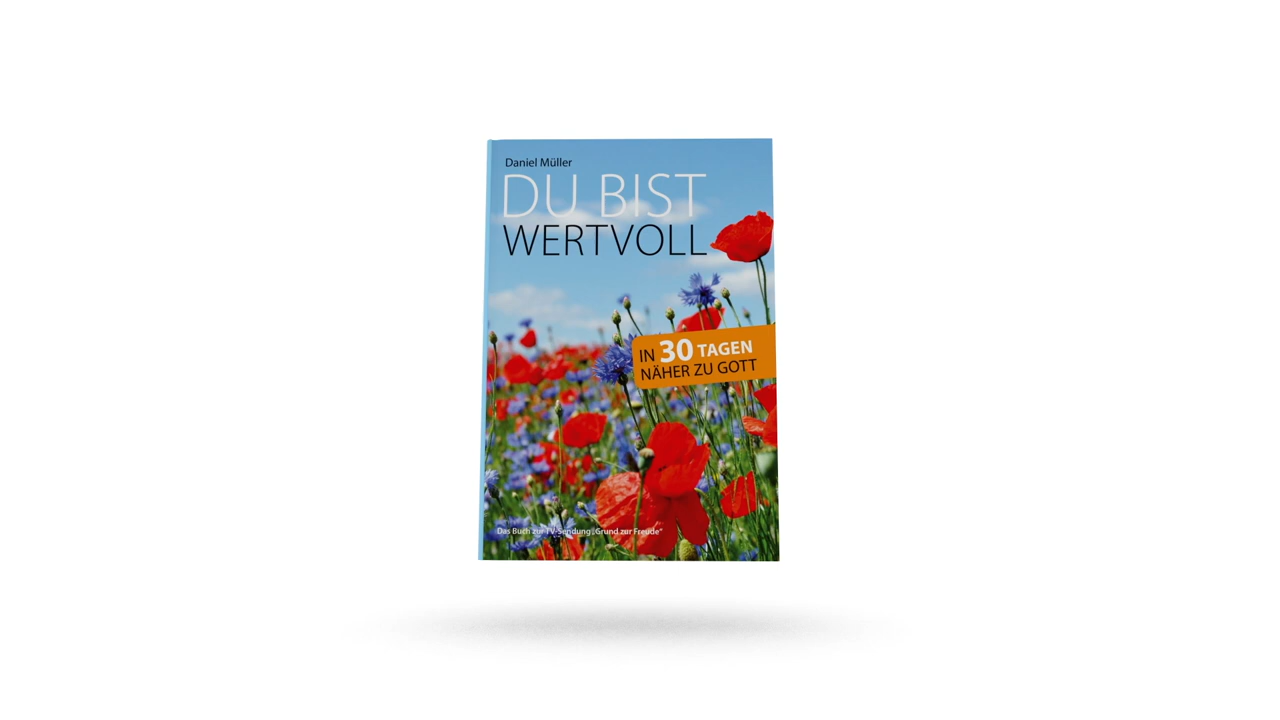 Daniel Müller
DU BIST
WERTVOLL
IN 30 TAGEN
NÄHER ZU GOTT
Das Buch zur TV-Sendung „Grund zur Freude“